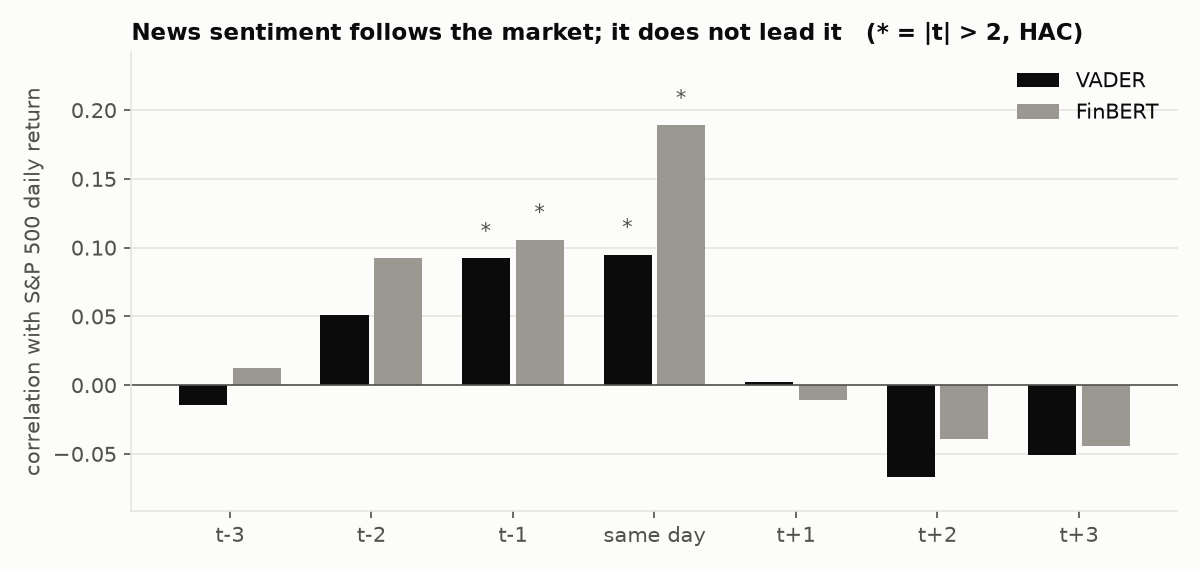 News sentiment follows the market; it does not lead it (* = |t| > 2, HAC)
VADER
FinBERT
correlation with S&P 500 daily return
0.20
0.15
0.10
0.05
0.00
−0.05
* * * *
t-3 t-2 t-1 same day t+1 t+2 t+3